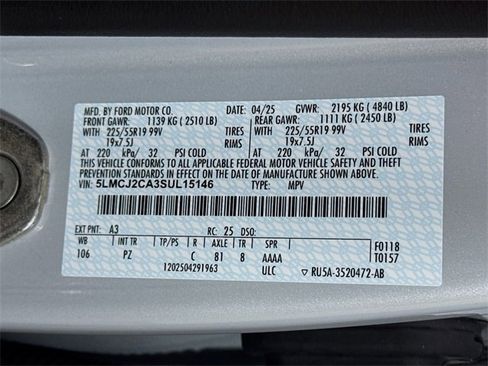 MFD. BY FORD MOTOR CO. 04/25 GVWR: 2195 KG ( 4840 LB)
FRONT GAWR: 1139 KG ( 2510 LB) REAR GAWR: 1111 KG ( 2450 LB)
WITH 225/55R19 99V TIRES WITH 225/55R19 99V TIRES
19x7.5J RIMS 19x7.5J RIMS
AT 220 kPa/ 32 PSI COLD AT 220 kPa/ 32 PSI COLD
THIS VEHICLE CONFORMS TO ALL APPLICABLE FEDERAL MOTOR VEHICLE SAFETY AND THEFT
PREVENTION STANDARDS IN EFFECT ON THE DATE OF MANUFACTURE SHOWN ABOVE.
VIN: 5LMCJ2CA3SUL15146 TYPE: MPV
EXT PNT: A3 RC: 25 DSO:
WB INT TR TP/PS R AXLE TR SPR F0118
106 PZ C 81 8 AAAA T0157
1202504291963 ULC ▽ RU5A-3520472-AB